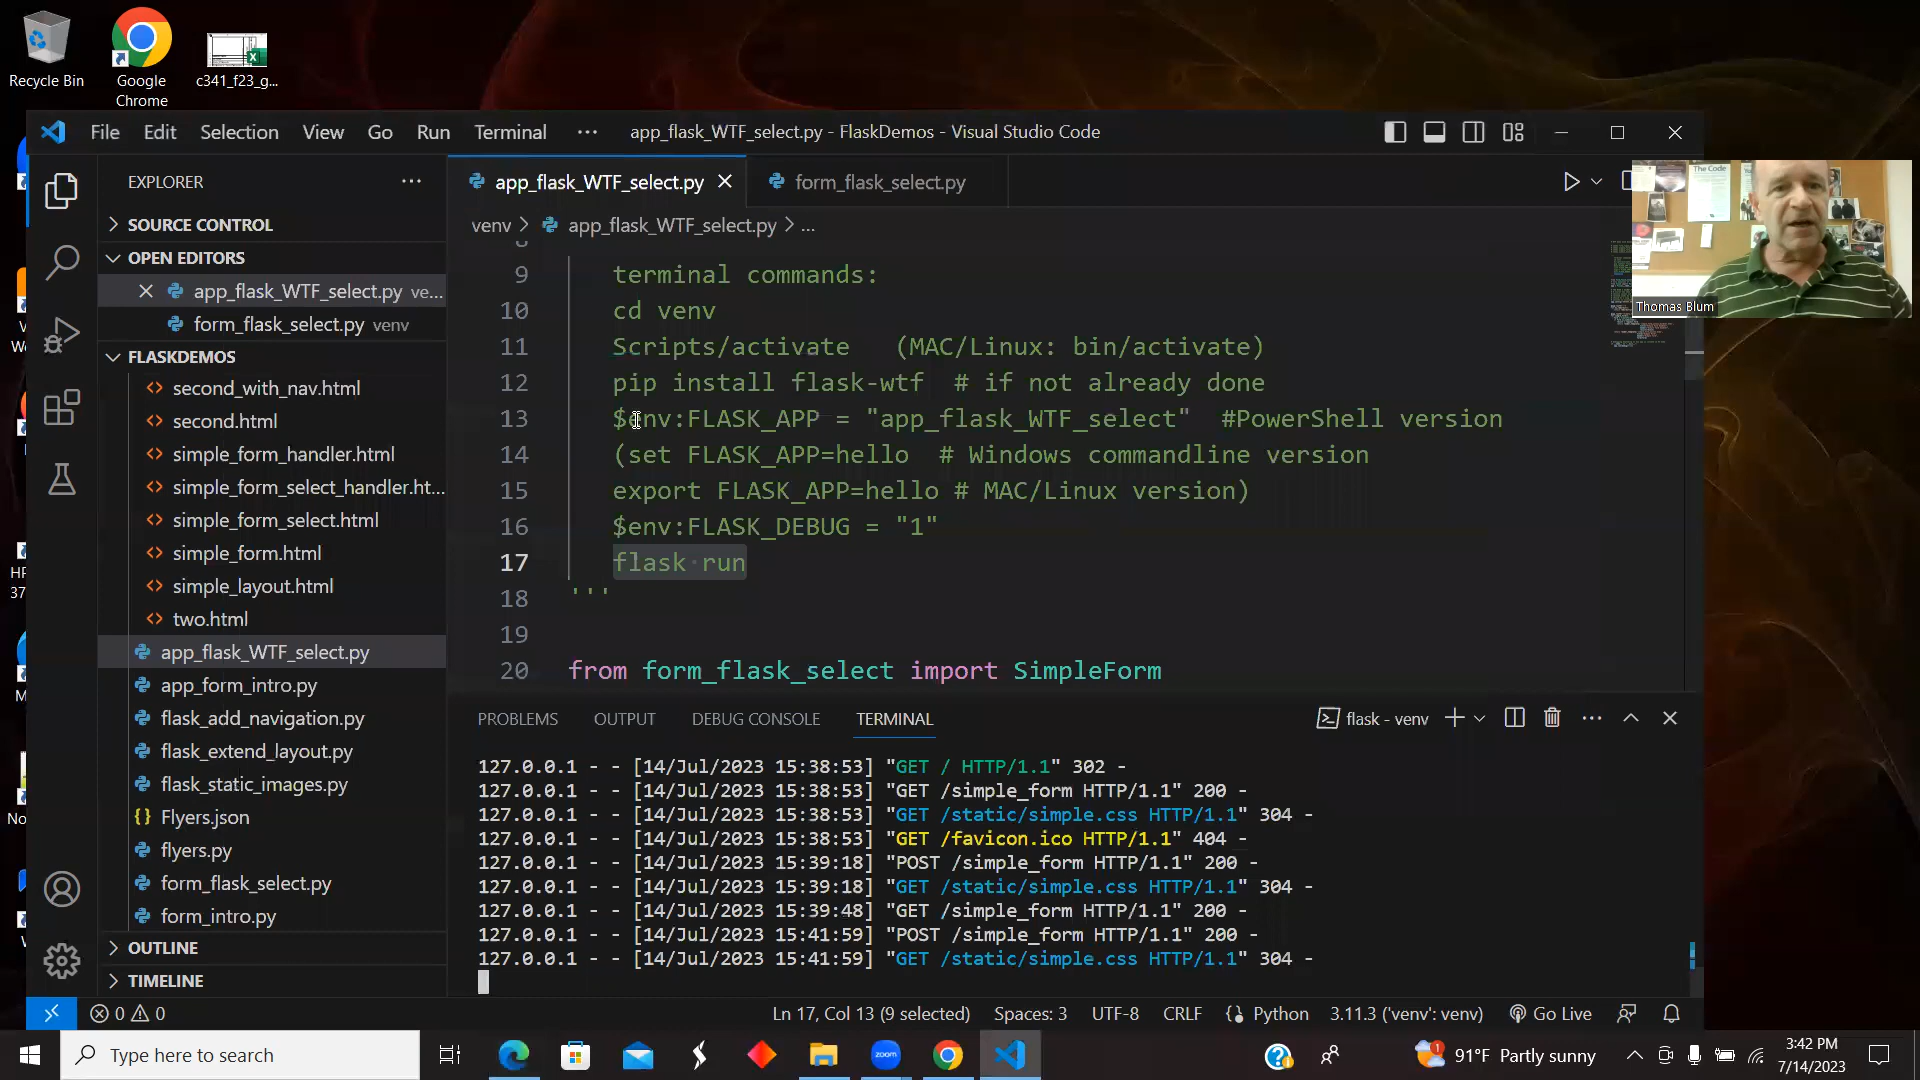 Recycle Bin
Google Chrome
c341_f23_g...
File Edit Selection View Go Run Terminal ···
app_flask_WTF_select.py - FlaskDemos - Visual Studio Code
EXPLORER
SOURCE CONTROL
OPEN EDITORS
app_flask_WTF_select.py ve...
form_flask_select.py venv
FLASKDEMOS
second_with_nav.html
second.html
simple_form_handler.html
simple_form_select_handler.ht...
simple_form_select.html
simple_form.html
simple_layout.html
two.html
app_flask_WTF_select.py
app_form_intro.py
flask_add_navigation.py
flask_extend_layout.py
flask_static_images.py
Flyers.json
flyers.py
form_flask_select.py
form_intro.py
OUTLINE
TIMELINE
app_flask_WTF_select.py
form_flask_select.py
venv > app_flask_WTF_select.py > ...
9 terminal commands:
10 cd venv
11 Scripts/activate (MAC/Linux: bin/activate)
12 pip install flask-wtf # if not already done
13 $env:FLASK_APP = "app_flask_WTF_select" #PowerShell version
14 (set FLASK_APP=hello # Windows commandline version
15 export FLASK_APP=hello # MAC/Linux version)
16 $env:FLASK_DEBUG = "1"
17 flask run
18 '''
19
20 from form_flask_select import SimpleForm
The Code
Thomas Blum
PROBLEMS OUTPUT DEBUG CONSOLE TERMINAL
flask - venv
127.0.0.1 - - [14/Jul/2023 15:38:53] "GET / HTTP/1.1" 302 -
127.0.0.1 - - [14/Jul/2023 15:38:53] "GET /simple_form HTTP/1.1" 200 -
127.0.0.1 - - [14/Jul/2023 15:38:53] "GET /static/simple.css HTTP/1.1" 304 -
127.0.0.1 - - [14/Jul/2023 15:38:53] "GET /favicon.ico HTTP/1.1" 404 -
127.0.0.1 - - [14/Jul/2023 15:39:18] "POST /simple_form HTTP/1.1" 200 -
127.0.0.1 - - [14/Jul/2023 15:39:18] "GET /static/simple.css HTTP/1.1" 304 -
127.0.0.1 - - [14/Jul/2023 15:39:48] "GET /simple_form HTTP/1.1" 200 -
127.0.0.1 - - [14/Jul/2023 15:41:59] "POST /simple_form HTTP/1.1" 200 -
127.0.0.1 - - [14/Jul/2023 15:41:59] "GET /static/simple.css HTTP/1.1" 304 -
0 0
Ln 17, Col 13 (9 selected) Spaces: 3 UTF-8 CRLF Python 3.11.3 ('venv': venv) Go Live
HP
37
No
Type here to search
zoom
91°F Partly sunny
3:42 PM
7/14/2023